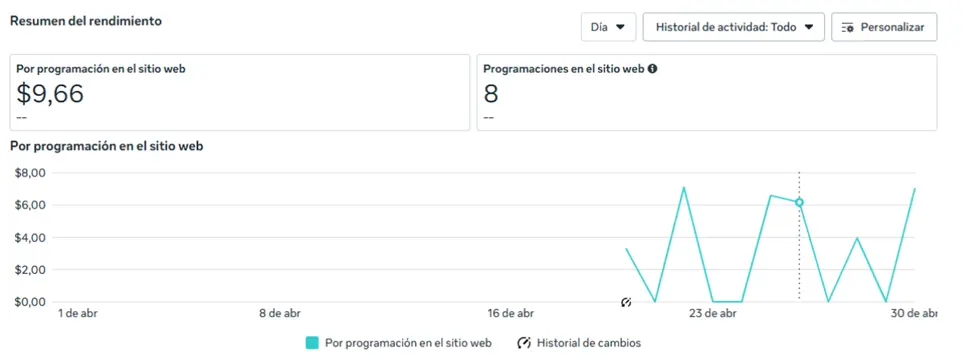 Resumen del rendimiento
Día
Historial de actividad: Todo
Personalizar
Por programación en el sitio web
$9,66
--
Programaciones en el sitio web
8
--
Por programación en el sitio web
$8,00
$6,00
$4,00
$2,00
$0,00
1 de abr
8 de abr
16 de abr
23 de abr
30 de abr
Por programación en el sitio web
Historial de cambios